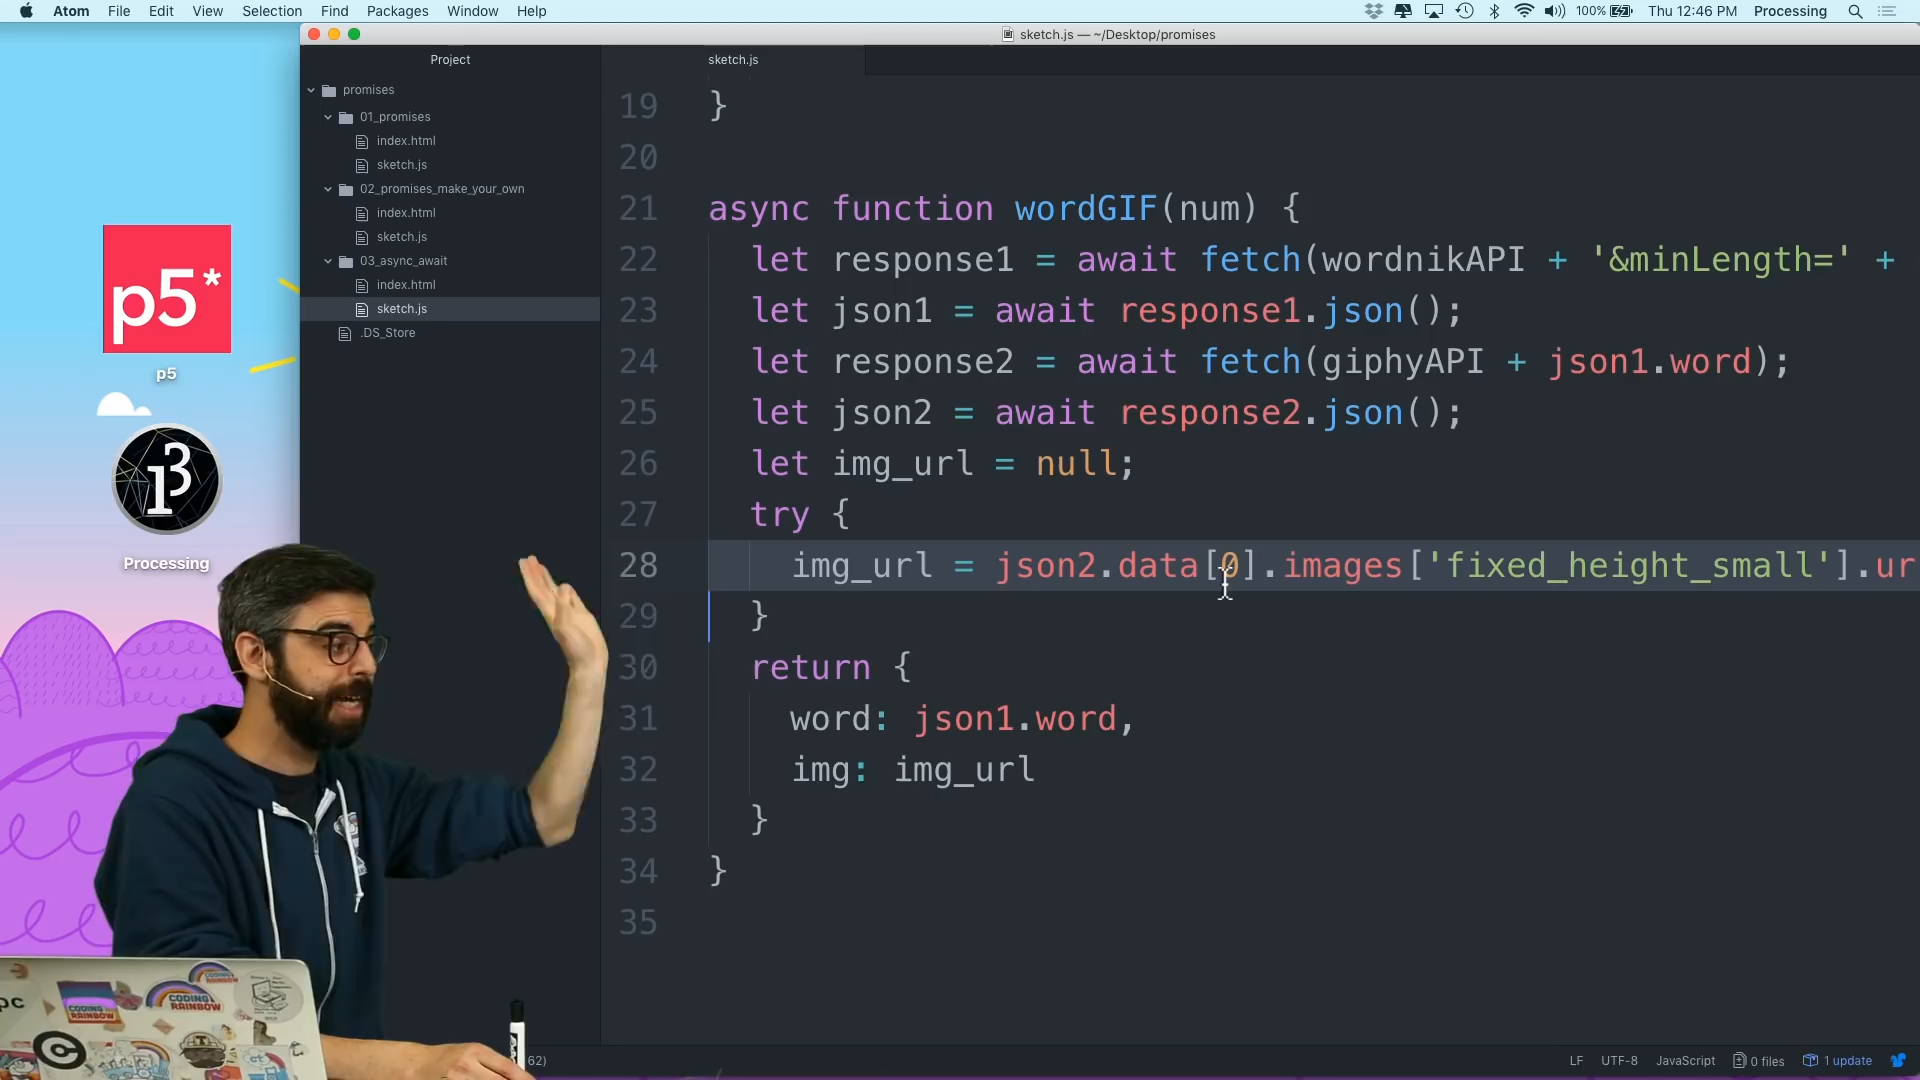 Atom File Edit View Selection Find Packages Window Help
100% Thu 12:46 PM Processing
sketch.js — ~/Desktop/promises
Project
sketch.js
promises
01_promises
index.html
sketch.js
02_promises_make_your_own
index.html
sketch.js
03_async_await
index.html
sketch.js
.DS_Store
p5*
p5
Processing
19 }
20
21 async function wordGIF(num) {
22 let response1 = await fetch(wordnikAPI + '&minLength=' +
23 let json1 = await response1.json();
24 let response2 = await fetch(giphyAPI + json1.word);
25 let json2 = await response2.json();
26 let img_url = null;
27 try {
28 img_url = json2.data[0].images['fixed_height_small'].ur
29 }
30 return {
31 word: json1.word,
32 img: img_url
33 }
34 }
35
CODING
RAINBOW
CODING
RAINBOW
62)
LF UTF-8 JavaScript 0 files 1 update